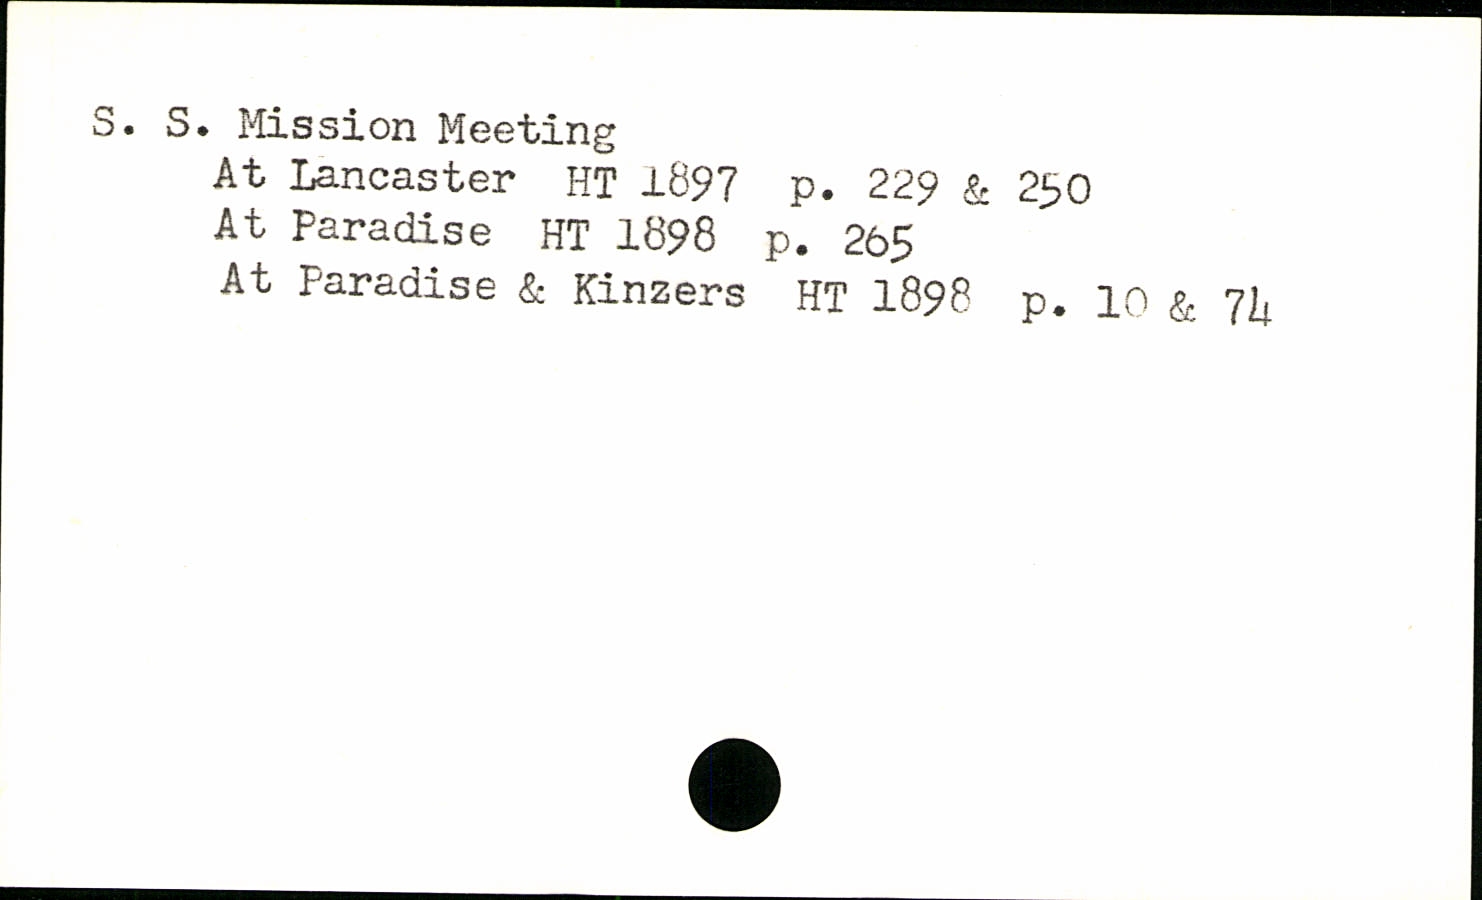 S. S. Mission Meeting
At Lancaster HT 1897 p. 229 & 250
At Paradise HT 1898 p. 265
At Paradise & Kinzers HT 1898 p. 10 & 74